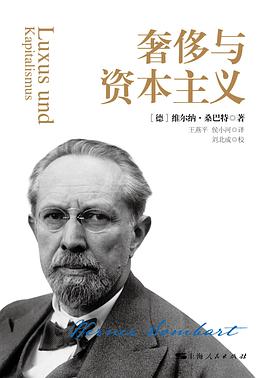 Luxus und
Kapitalismus
奢侈与
资本主义
[德] 维尔纳·桑巴特 著
王燕平 侯小河 译
刘北成 校
Werner Sombart
上海人民出版社